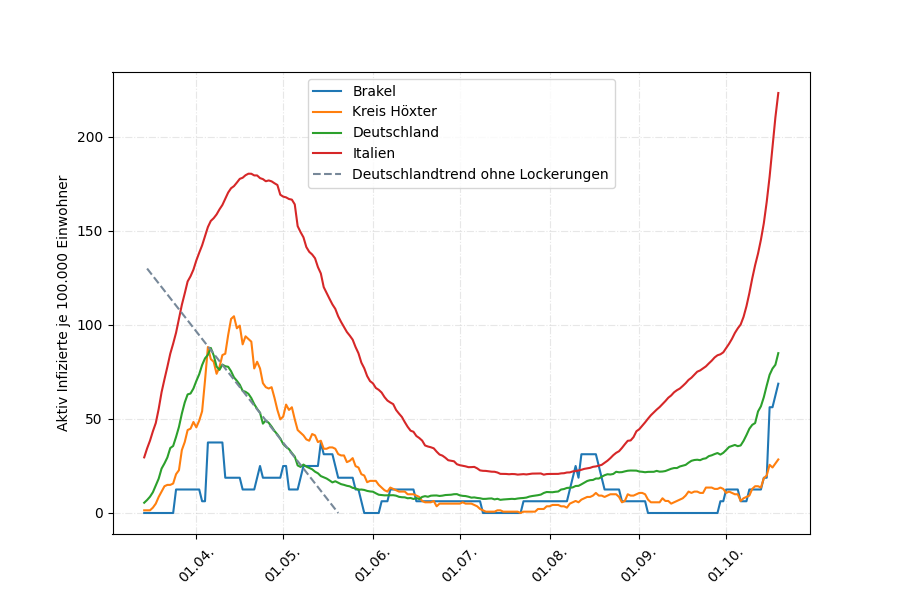 Brakel
Kreis Höxter
Deutschland
Italien
Deutschlandtrend ohne Lockerungen
Aktiv Infizierte je 100.000 Einwohner
200
150
100
50
0
01.04.
01.05.
01.06.
01.07.
01.08.
01.09.
01.10.